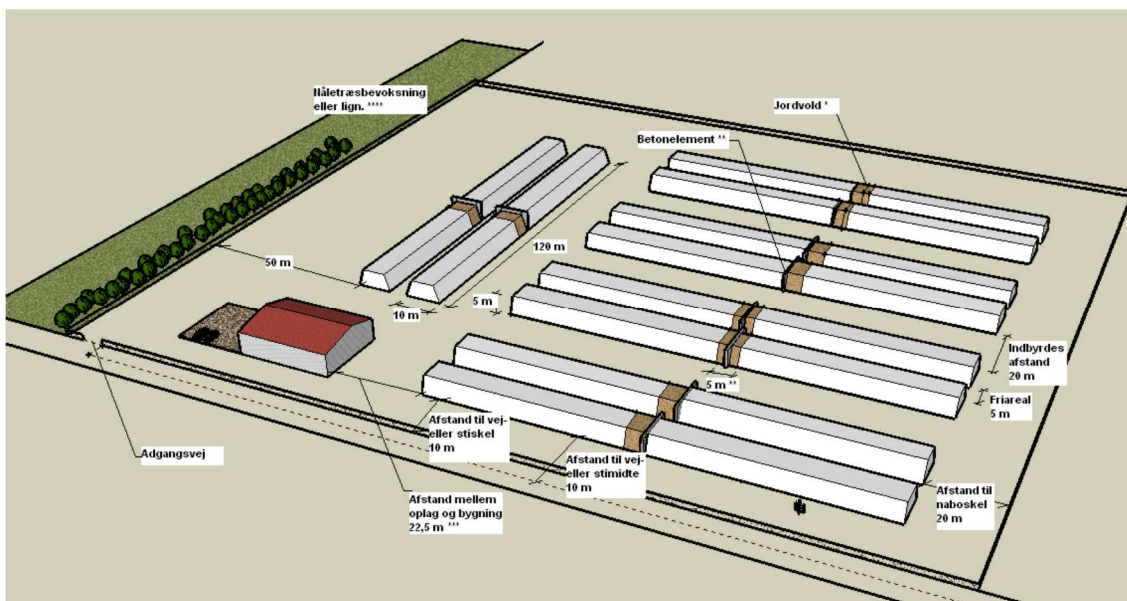 Nåletræsbevoksning
eller lign. ****
Jordvold *
Betonelement **
120 m
50 m
5 m
10 m
Indbyrdes
afstand
20 m
5 m **
Friareal
5 m
Afstand til vej-
eller stiskel
10 m
Adgangsvej
Afstand til vej-
eller stimidte
10 m
Afstand mellem
oplag og bygning
22,5 m ***
Afstand til
naboskel
20 m